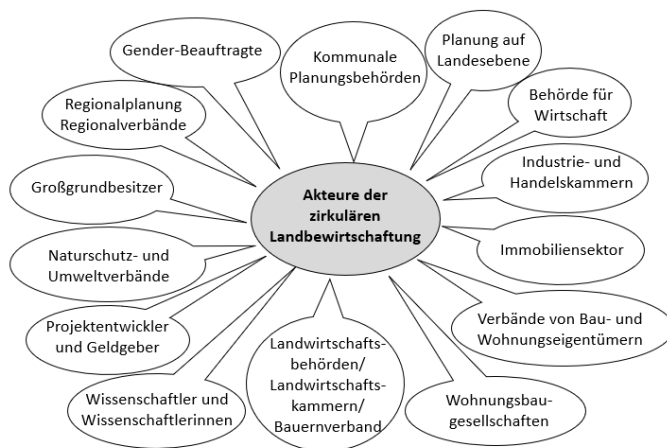 Gender-Beauftragte
Kommunale
Planungsbehörden
Planung auf
Landesebene
Behörde für
Wirtschaft
Industrie- und
Handelskammern
Immobiliensektor
Verbände von Bau- und
Wohnungseigentümern
Wohnungsbau-
gesellschaften
Landwirtschafts-
behörden/
Landwirtschafts-
kammern/
Bauernverband
Wissenschaftler und
Wissenschaftlerinnen
Projektentwickler
und Geldgeber
Naturschutz- und
Umweltverbände
Großgrundbesitzer
Regionalplanung
Regionalverbände
Akteure der
zirkulären
Landbewirtschaftung